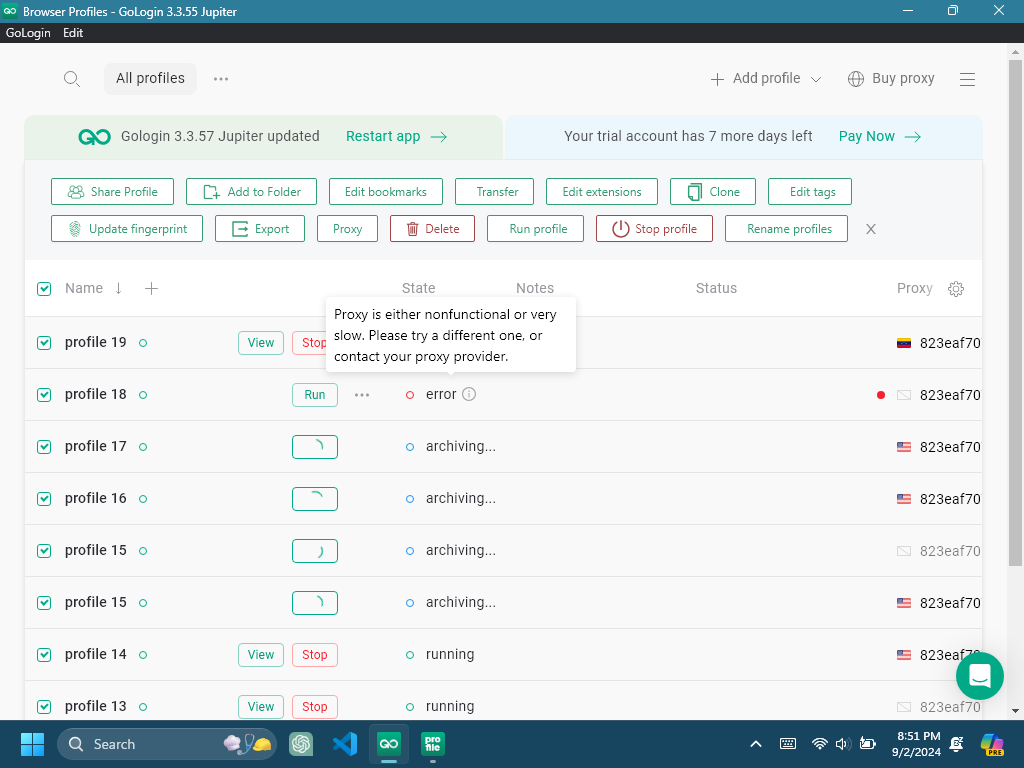 Browser Profiles - GoLogin 3.3.55 Jupiter
GoLogin Edit
All profiles
Add profile
Buy proxy
Gologin 3.3.57 Jupiter updated
Restart app
Your trial account has 7 more days left
Pay Now
Share Profile
Add to Folder
Edit bookmarks
Transfer
Edit extensions
Clone
Edit tags
Update fingerprint
Export
Proxy
Delete
Run profile
Stop profile
Rename profiles
X
Name
State
Notes
Status
Proxy
Proxy is either nonfunctional or very
slow. Please try a different one, or
contact your proxy provider.
profile 19 View Stop 823eaf70
profile 18 Run error 823eaf70
profile 17 archiving... 823eaf70
profile 16 archiving... 823eaf70
profile 15 archiving... 823eaf70
profile 15 archiving... 823eaf70
profile 14 View Stop running 823eaf70
profile 13 View Stop running 823eaf70
Search
pro
file
8:51 PM
9/2/2024
PRE